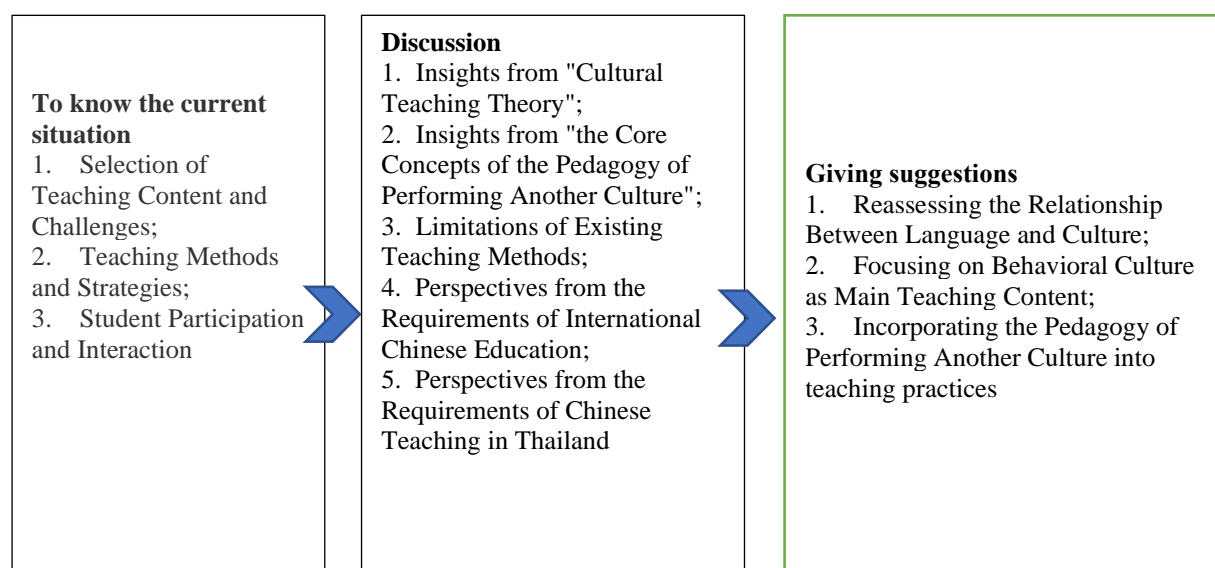 To know the current
situation
1. Selection of
Teaching Content and
Challenges;
2. Teaching Methods
and Strategies;
3. Student Participation
and Interaction
Discussion
1. Insights from "Cultural
Teaching Theory";
2. Insights from "the Core
Concepts of the Pedagogy of
Performing Another Culture";
3. Limitations of Existing
Teaching Methods;
4. Perspectives from the
Requirements of International
Chinese Education;
5. Perspectives from the
Requirements of Chinese
Teaching in Thailand
Giving suggestions
1. Reassessing the Relationship
Between Language and Culture;
2. Focusing on Behavioral Culture
as Main Teaching Content;
3. Incorporating the Pedagogy of
Performing Another Culture into
teaching practices